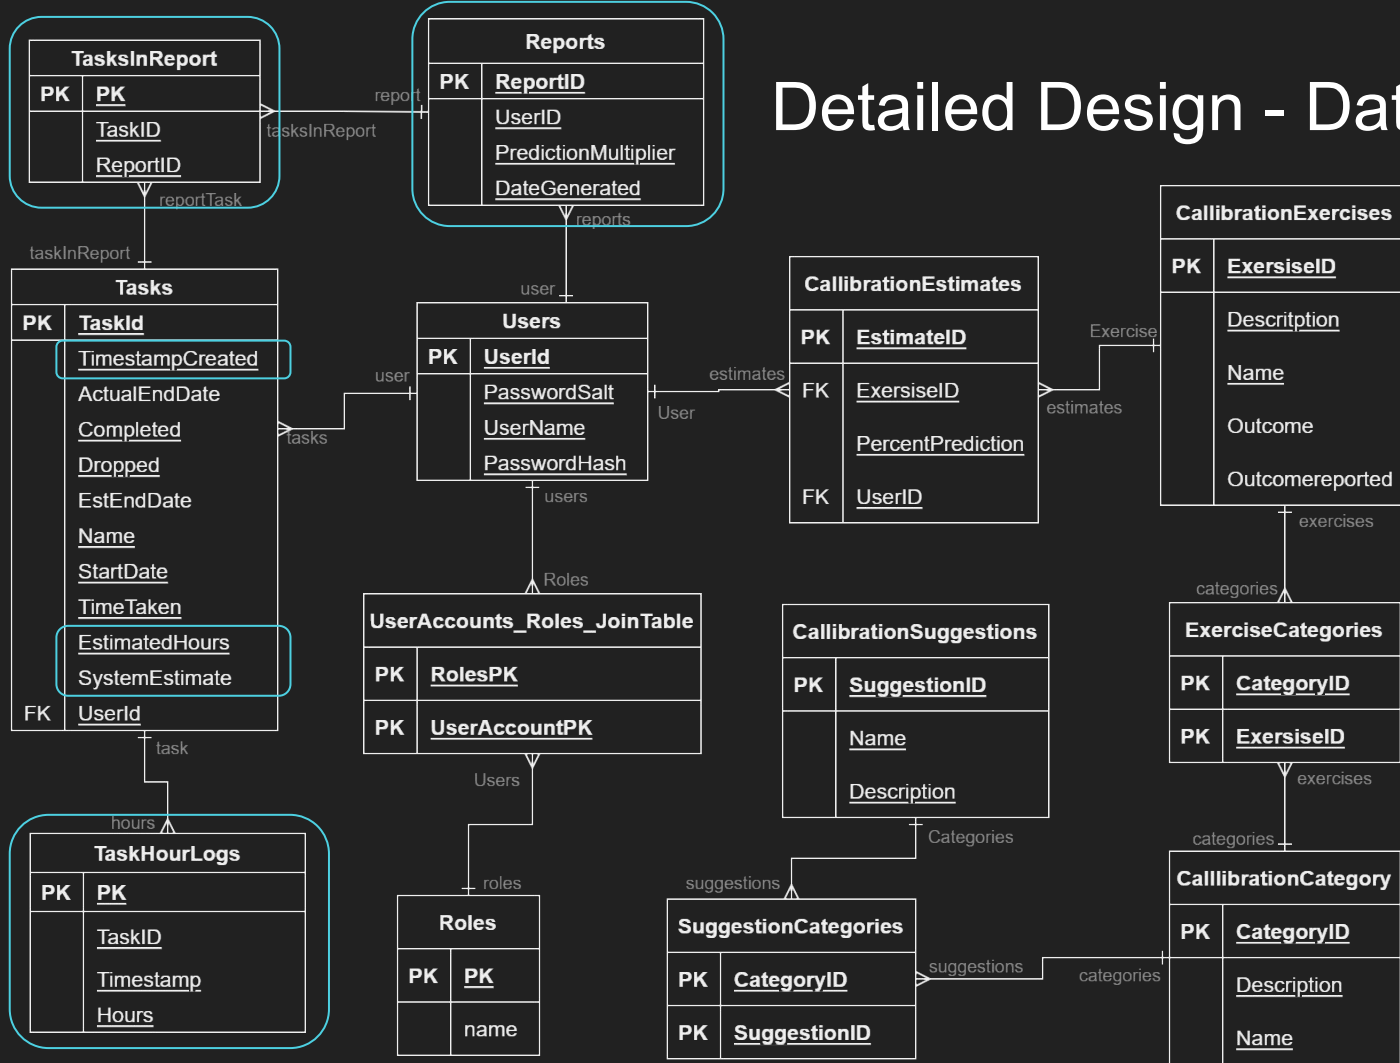 Detailed Design - Dat
TasksInReport
PK PK
TaskID
ReportID
report
tasksInReport
reportTask
taskInReport
Reports
PK ReportID
UserID
PredictionMultiplier
DateGenerated
reports
user
Tasks
PK TaskId
TimestampCreated
ActualEndDate
Completed
Dropped
EstEndDate
Name
StartDate
TimeTaken
EstimatedHours
SystemEstimate
FK UserId
user
tasks
task
hours
TaskHourLogs
PK PK
TaskID
Timestamp
Hours
Users
PK UserId
PasswordSalt
UserName
PasswordHash
users
Roles
estimates
User
UserAccounts_Roles_JoinTable
PK RolesPK
PK UserAccountPK
Users
roles
Roles
PK PK
name
CallibrationEstimates
PK EstimateID
FK ExersiseID
PercentPrediction
FK UserID
Exercise
estimates
CallibrationExercises
PK ExersiseID
Descritption
Name
Outcome
Outcomereported
exercises
categories
CallibrationSuggestions
PK SuggestionID
Name
Description
Categories
suggestions
ExerciseCategories
PK CategoryID
PK ExersiseID
exercises
categories
SuggestionCategories
PK CategoryID
PK SuggestionID
suggestions
categories
CalllibrationCategory
PK CategoryID
Description
Name